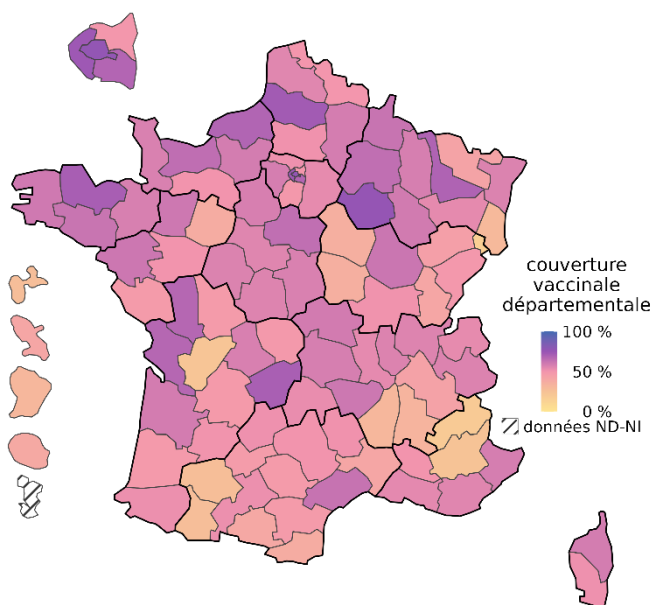 couverture
vaccinale
départementale
100 %
50 %
0 %
données ND-NI